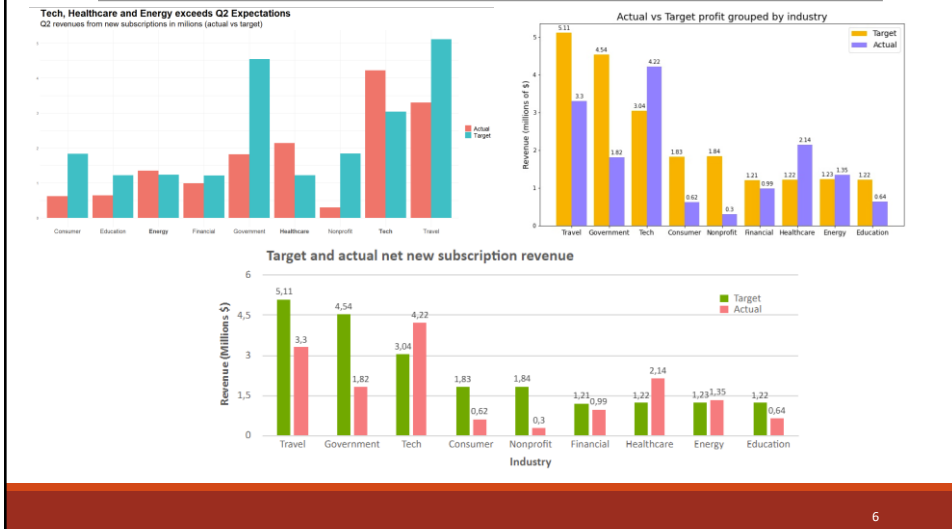 Tech, Healthcare and Energy exceeds Q2 Expectations
Q2 revenues from new subscriptions in milions (actual vs target)
Actual
Target
Consumer Education Energy Financial Government Healthcare Nonprofit Tech Travel
Actual vs Target profit grouped by industry
Revenue (millions of $)
5
4
3
2
1
0
Target
Actual
5.11 3.3 4.54 1.82 3.04 4.22 1.83 0.62 1.84 0.3 1.21 0.99 1.22 2.14 1.23 1.35 1.22 0.64
Travel Government Tech Consumer Nonprofit Financial Healthcare Energy Education
Target and actual net new subscription revenue
Revenue (Millions $)
6
4,5
3
1,5
0
Target
Actual
5,11 3,3 4,54 1,82 3,04 4,22 1,83 0,62 1,84 0,3 1,21 0,99 1,22 2,14 1,23 1,35 1,22 0,64
Travel Government Tech Consumer Nonprofit Financial Healthcare Energy Education
Industry
6